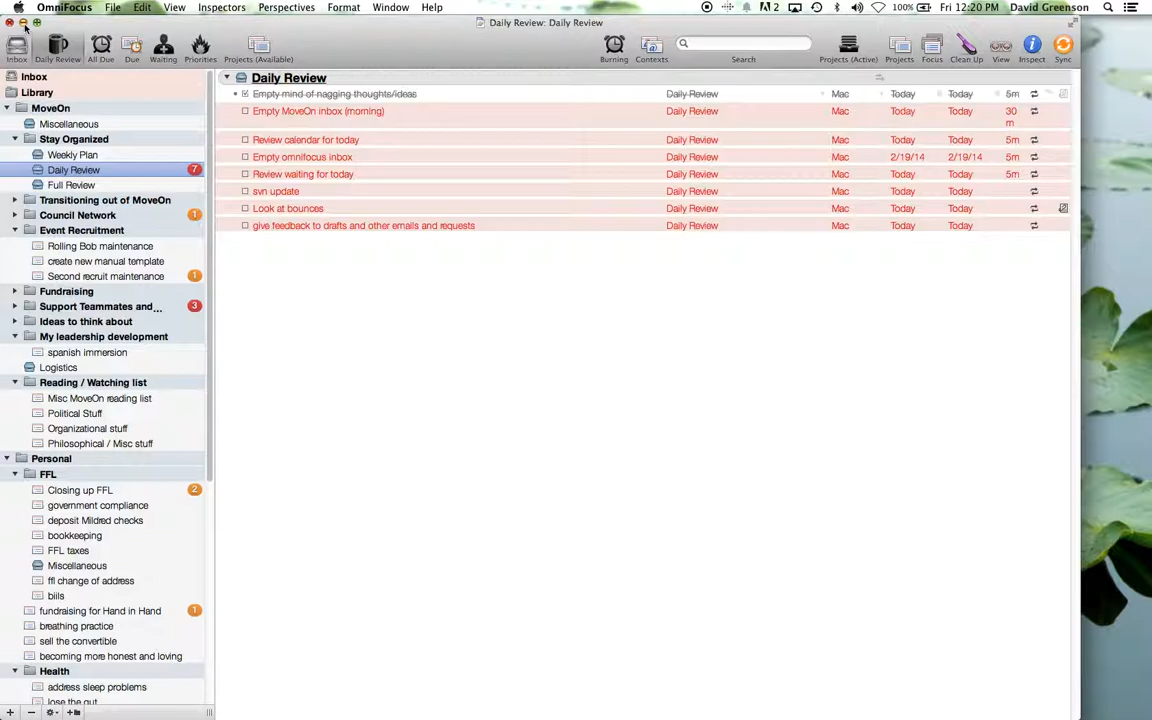 OmniFocus File Edit View Inspectors Perspectives Format Window Help 2 100% Fri 12:20 PM David Greenson
Daily Review: Daily Review
Inbox Daily Review All Due Due Waiting Priorities Projects (Available) Burning Contexts Search Projects (Active) Projects Focus Clean Up View Inspect Sync
Inbox
Library
MoveOn
Miscellaneous
Stay Organized
Weekly Plan
Daily Review 7
Full Review
Transitioning out of MoveOn
Council Network 1
Event Recruitment
Rolling Bob maintenance
create new manual template
Second recruit maintenance 1
Fundraising
Support Teammates and... 3
Ideas to think about
My leadership development
spanish immersion
Logistics
Reading / Watching list
Misc MoveOn reading list
Political Stuff
Organizational stuff
Philosophical / Misc stuff
Personal
FFL
Closing up FFL 2
government compliance
deposit Mildred checks
bookkeeping
FFL taxes
Miscellaneous
ffl change of address
biils
fundraising for Hand in Hand 1
breathing practice
sell the convertible
becoming more honest and loving
Health
address sleep problems
lose the gut
Daily Review
Empty mind of nagging thoughts/ideas Daily Review Mac Today Today 5m
Empty MoveOn inbox (morning) Daily Review Mac Today Today 30 m
Review calendar for today Daily Review Mac Today Today 5m
Empty omnifocus inbox Daily Review Mac 2/19/14 2/19/14 5m
Review waiting for today Daily Review Mac Today Today 5m
svn update Daily Review Mac Today Today
Look at bounces Daily Review Mac Today Today
give feedback to drafts and other emails and requests Daily Review Mac Today Today